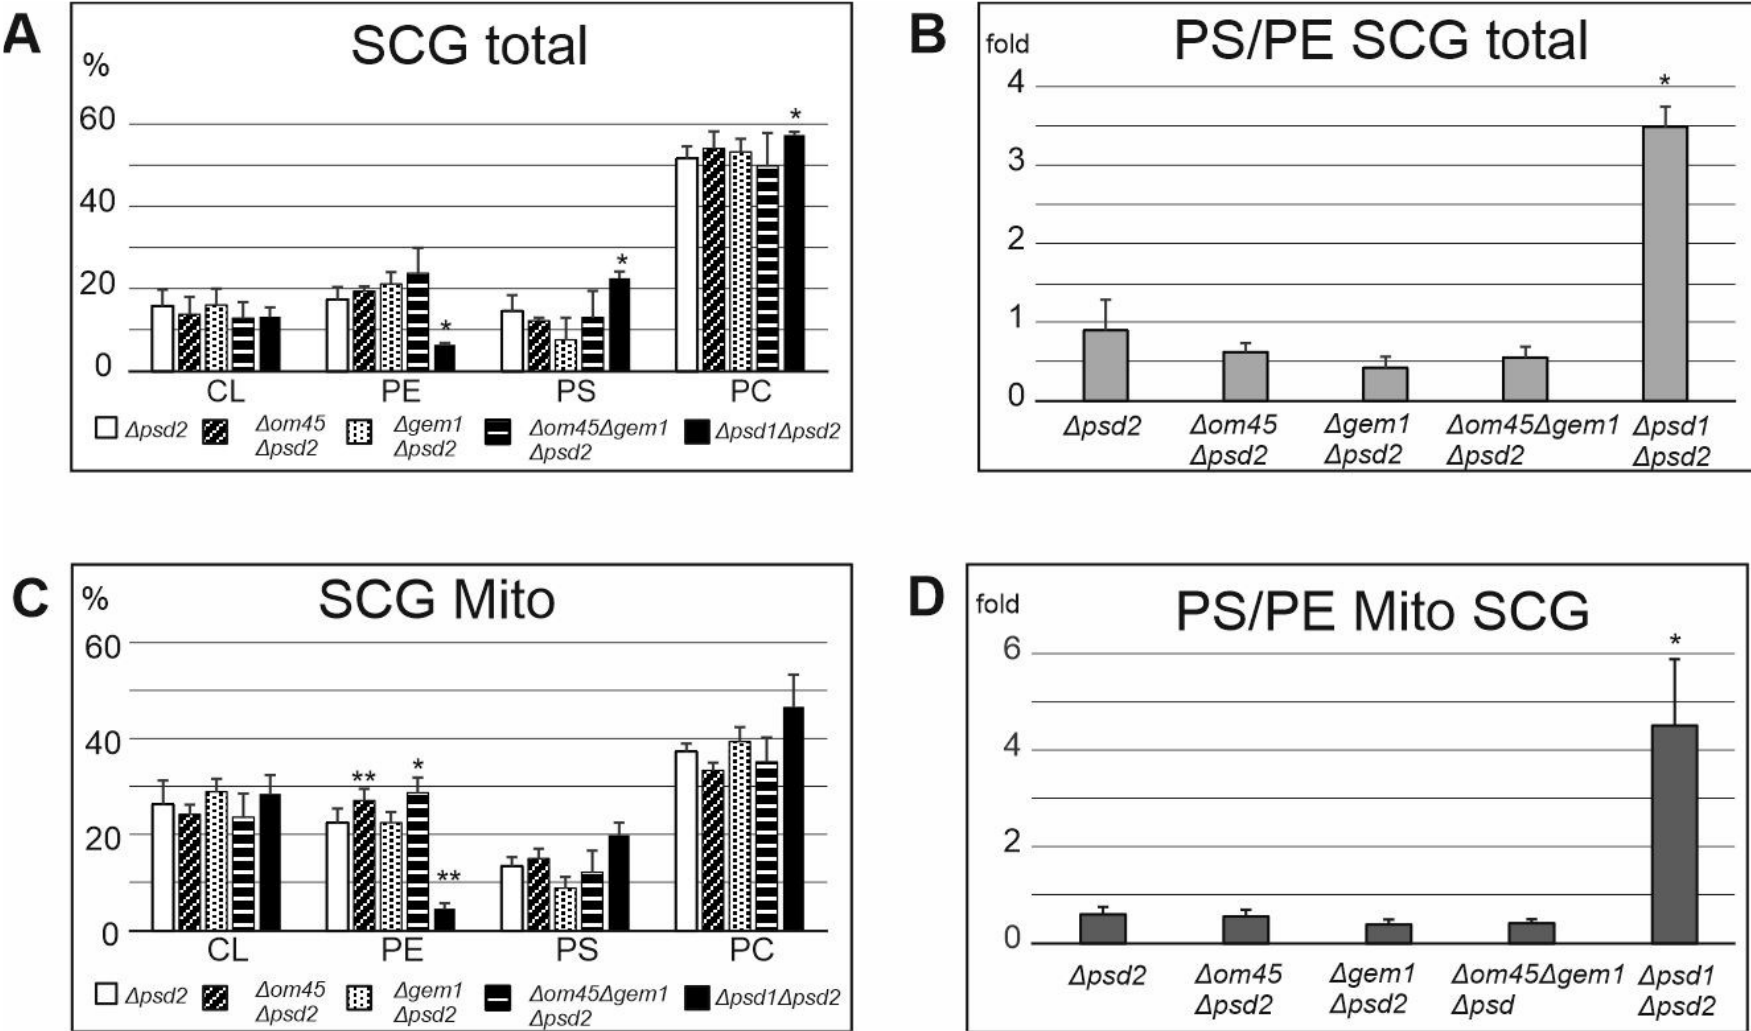 A
SCG total
%
60
40
20
0
*
*
*
CL PE PS PC
Δpsd2 Δom45 Δpsd2 Δgem1 Δpsd2 Δom45Δgem1 Δpsd2 Δpsd1Δpsd2
B
PS/PE SCG total
fold
4
3
2
1
0
*
Δpsd2 Δom45 Δgem1 Δom45Δgem1 Δpsd1
Δpsd2 Δpsd2 Δpsd2 Δpsd2
C
SCG Mito
%
60
40
20
0
**
*
**
CL PE PS PC
Δpsd2 Δom45 Δpsd2 Δgem1 Δpsd2 Δom45Δgem1 Δpsd2 Δpsd1Δpsd2
D
PS/PE Mito SCG
fold
6
4
2
0
*
Δpsd2 Δom45 Δgem1 Δom45Δgem1 Δpsd1
Δpsd2 Δpsd2 Δpsd Δpsd2